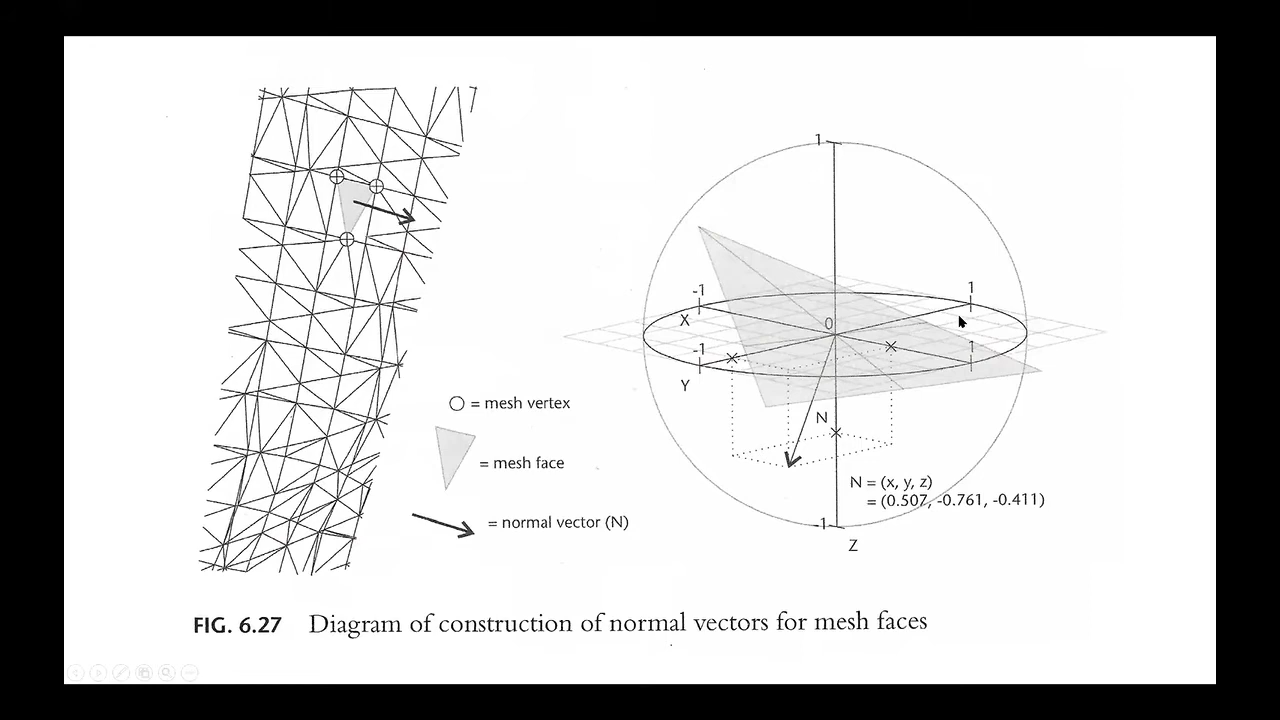 = mesh vertex
= mesh face
= normal vector (N)
1
-1
1
X
0
-1
1
Y
N
N = (x, y, z)
= (0.507, -0.761, -0.411)
-1
Z
FIG. 6.27 Diagram of construction of normal vectors for mesh faces